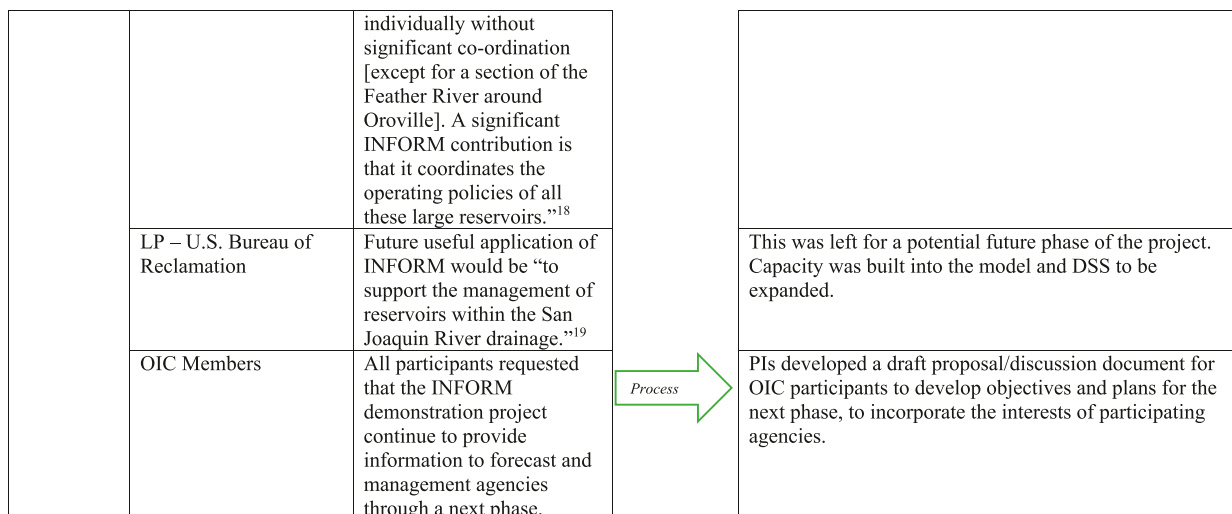 individually without
significant co-ordination
[except for a section of the
Feather River around
Oroville]. A significant
INFORM contribution is
that it coordinates the
operating policies of all
these large reservoirs.”18
LP – U.S. Bureau of
Reclamation
Future useful application of
INFORM would be “to
support the management of
reservoirs within the San
Joaquin River drainage.”19
This was left for a potential future phase of the project.
Capacity was built into the model and DSS to be
expanded.
OIC Members
All participants requested
that the INFORM
demonstration project
continue to provide
information to forecast and
management agencies
through a next phase.
Process
PIs developed a draft proposal/discussion document for
OIC participants to develop objectives and plans for the
next phase, to incorporate the interests of participating
agencies.